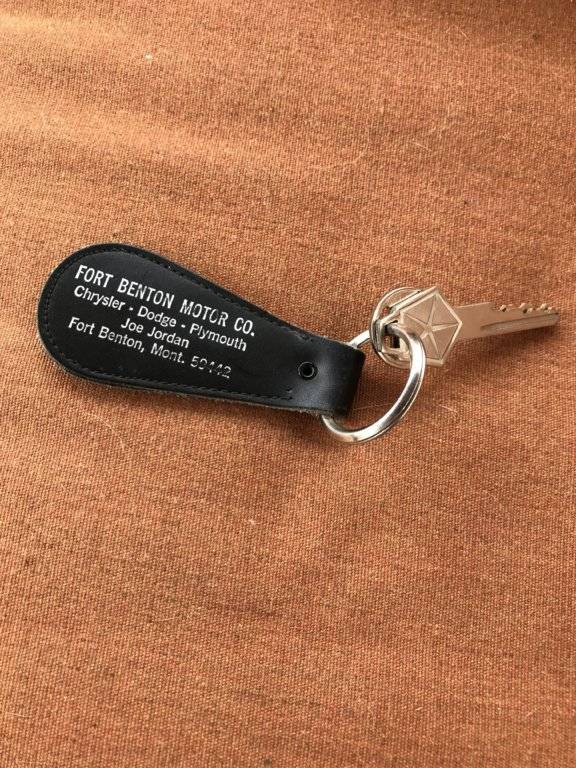 FORT BENTON MOTOR CO.
Chrysler • Dodge • Plymouth
Joe Jordan
Fort Benton, Mont. 59442